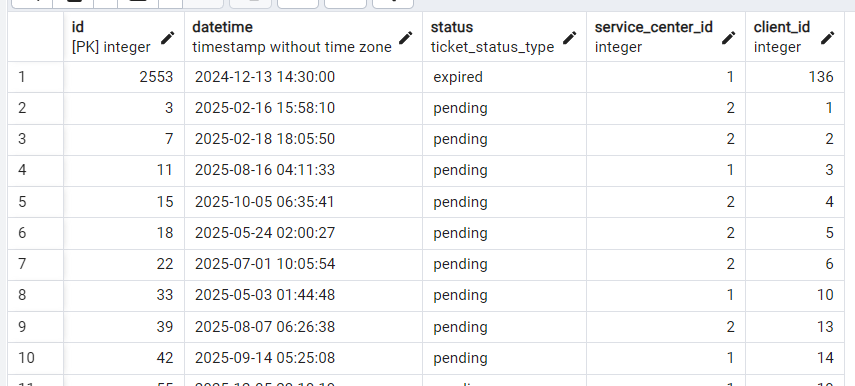 id datetime status service_center_id client_id
[PK] integer timestamp without time zone ticket_status_type integer integer
1 2553 2024-12-13 14:30:00 expired 1 136
2 3 2025-02-16 15:58:10 pending 2 1
3 7 2025-02-18 18:05:50 pending 2 2
4 11 2025-08-16 04:11:33 pending 1 3
5 15 2025-10-05 06:35:41 pending 2 4
6 18 2025-05-24 02:00:27 pending 2 5
7 22 2025-07-01 10:05:54 pending 2 6
8 33 2025-05-03 01:44:48 pending 1 10
9 39 2025-08-07 06:26:38 pending 2 13
10 42 2025-09-14 05:25:08 pending 1 14